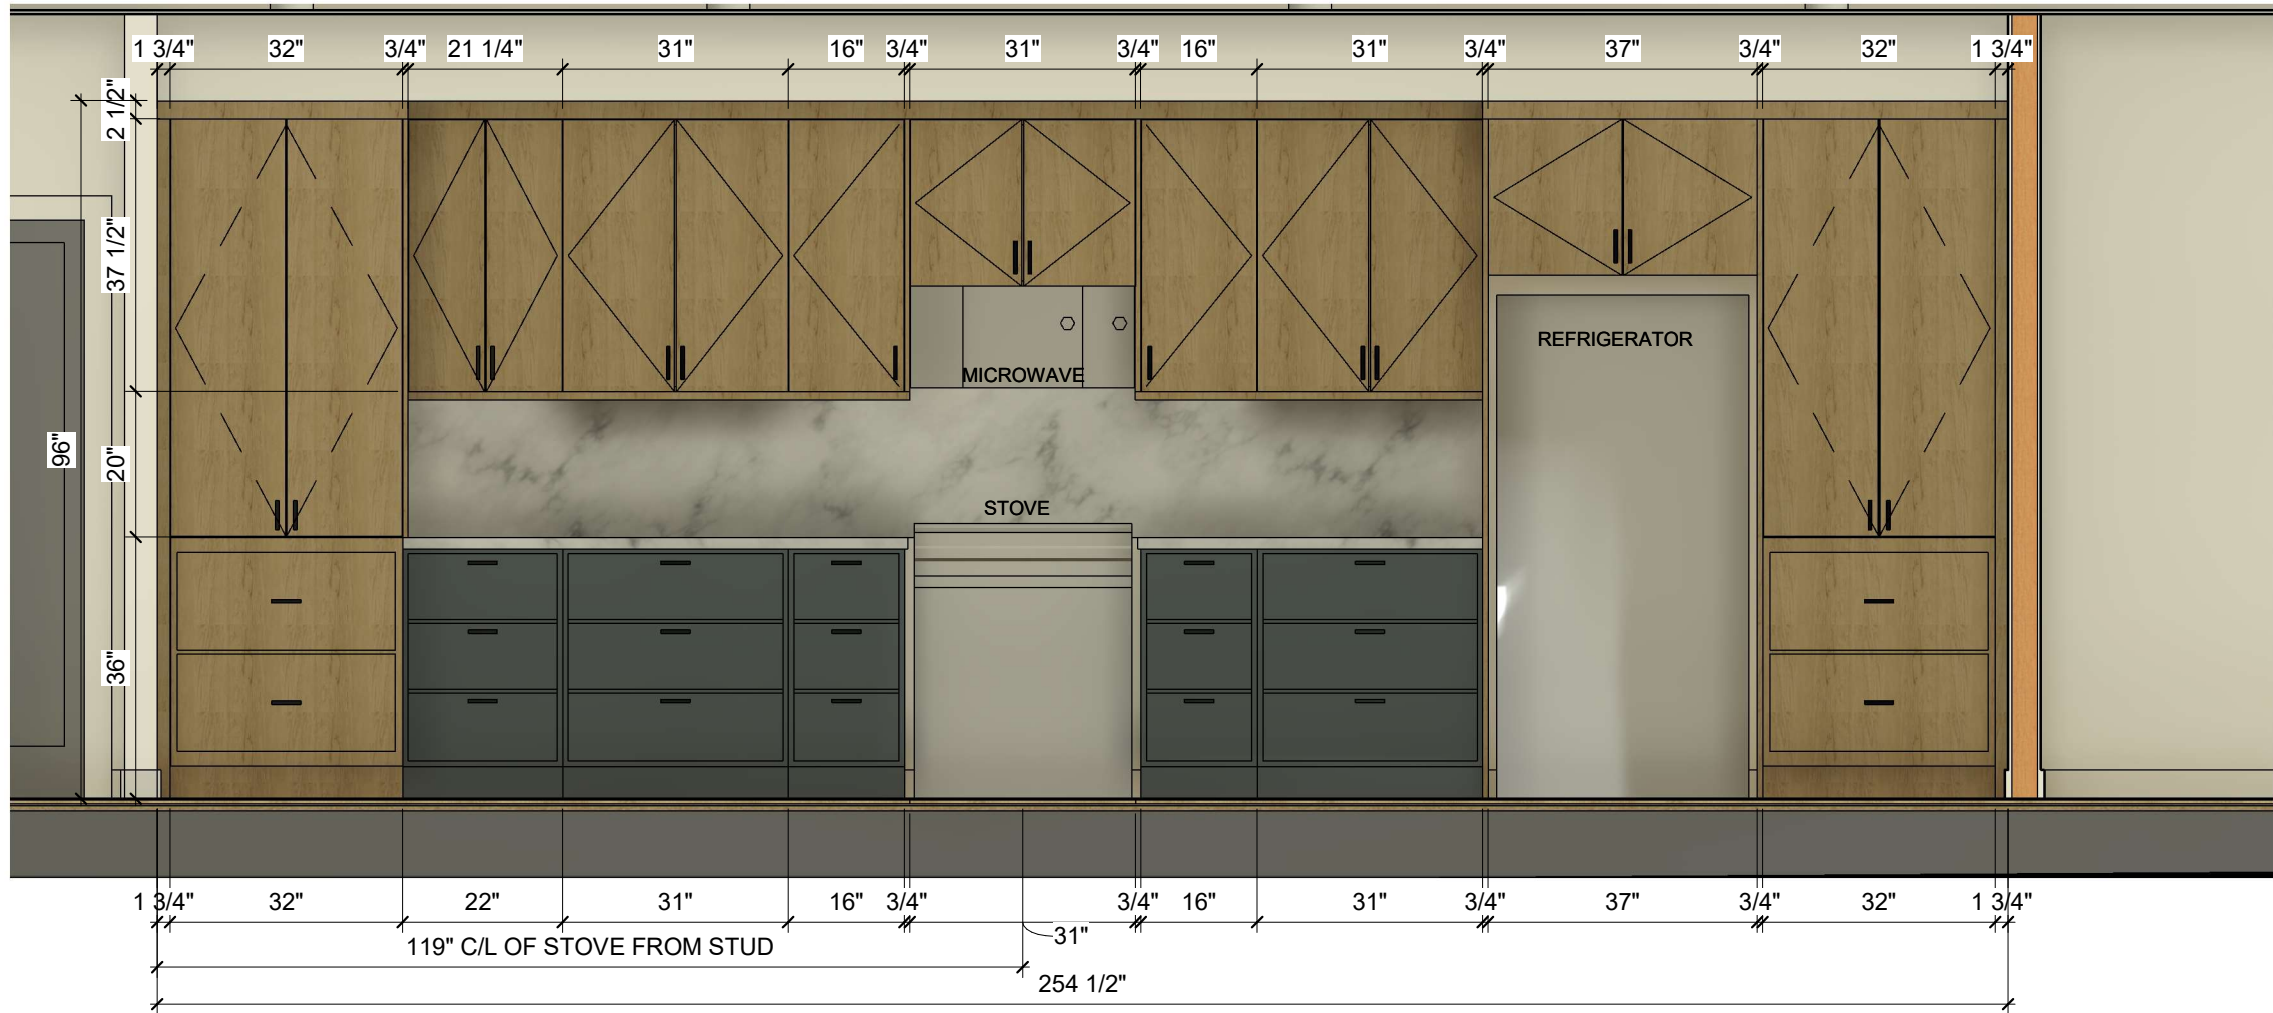 1 3/4" 32" 3/4" 21 1/4" 31" 16" 3/4" 31" 3/4" 16" 31" 3/4" 37" 3/4" 32" 1 3/4"
2 1/2"
37 1/2"
REFRIGERATOR
MICROWAVE
96"
20"
STOVE
36"
1 3/4" 32" 22" 31" 16" 3/4" 3/4" 16" 31" 3/4" 37" 3/4" 32" 1 3/4"
31"
119" C/L OF STOVE FROM STUD
254 1/2"